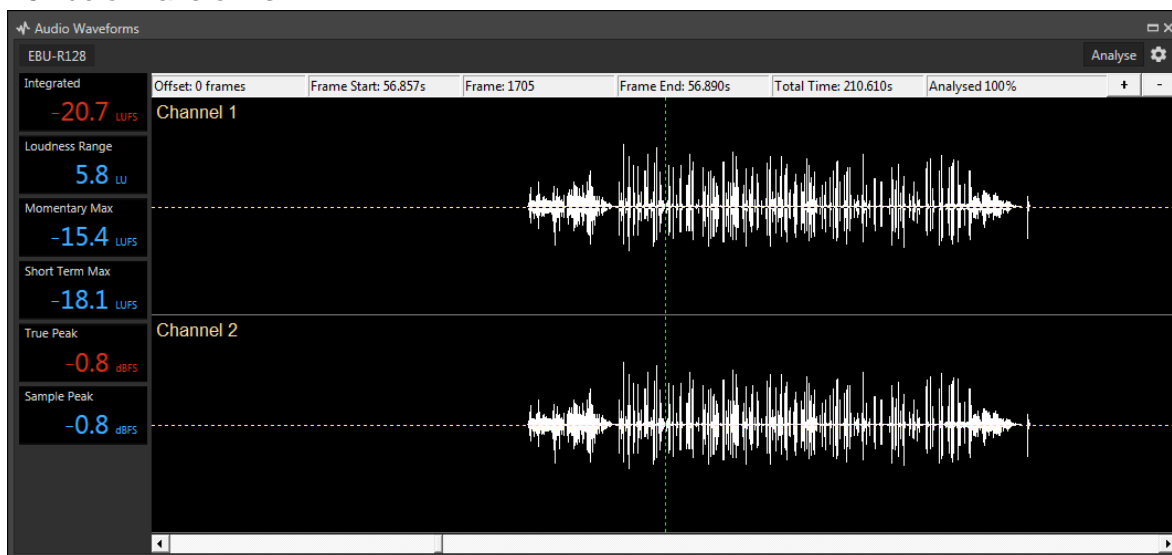 Audio Waveforms
EBU-R128
Analyse
Integrated
-20.7 LUFS
Loudness Range
5.8 LU
Momentary Max
-15.4 LUFS
Short Term Max
-18.1 LUFS
True Peak
-0.8 dBFS
Sample Peak
-0.8 dBFS
Offset: 0 frames Frame Start: 56.857s Frame: 1705 Frame End: 56.890s Total Time: 210.610s Analysed 100% + -
Channel 1
Channel 2